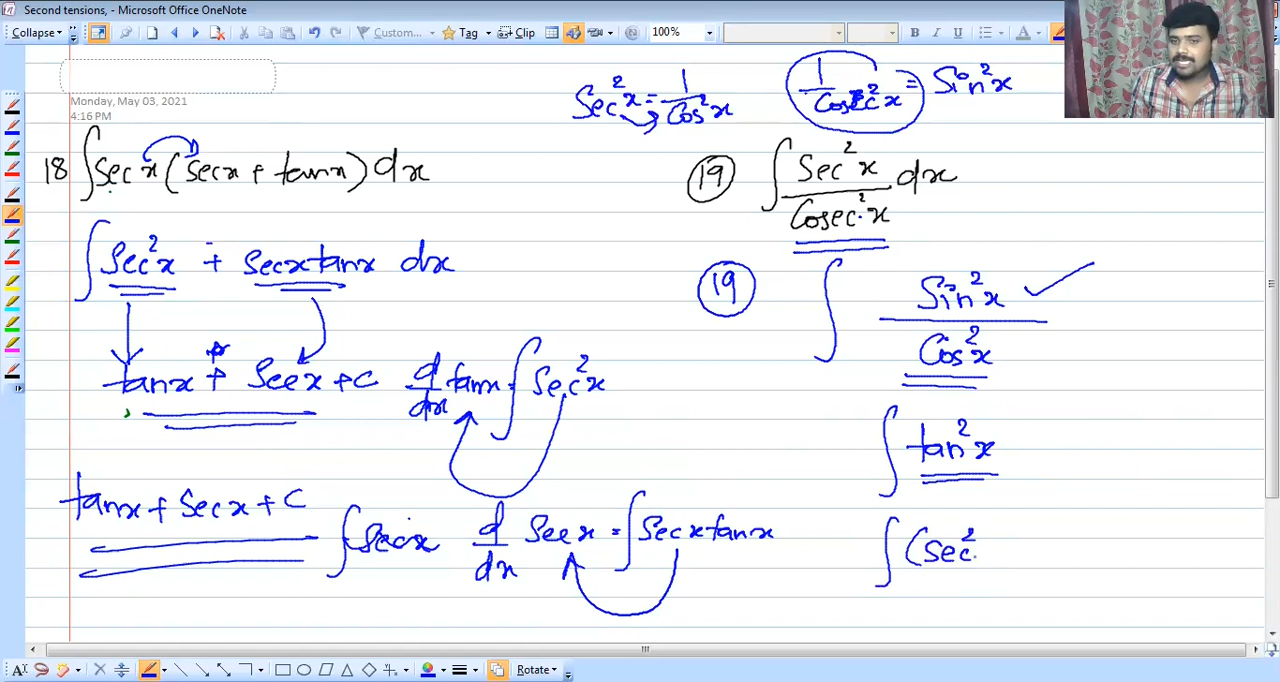 Second tensions, - Microsoft Office OneNote
Collapse
Custom...
Tag
Clip
100%
B I U
A
Monday, May 03, 2021
4:16 PM
Sec²x = 1/Cos²x
1/Cosec²x = Sin²x
18 ∫ Sec x (Sec x + tan x) dx
∫ Sec²x + Sec x tan x dx
tan x + Sec x + C
d/dx tan x = ∫ Sec²x
tan x + Sec x + C
∫ Sec x
d/dx Sec x = ∫ Sec x tan x
19 ∫ Sec²x/Cosec²x dx
19 ∫ Sin²x/Cos²x
∫ tan²x
∫ (Sec²
Rotate